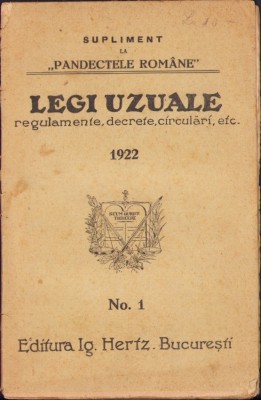 SUPLIMENT
LA
„PANDECTELE ROMÂNE"
LEGI UZUALE
regulamente, decrete, circulări, etc.
1922
No. 1
Editura Ig. Hertz. București